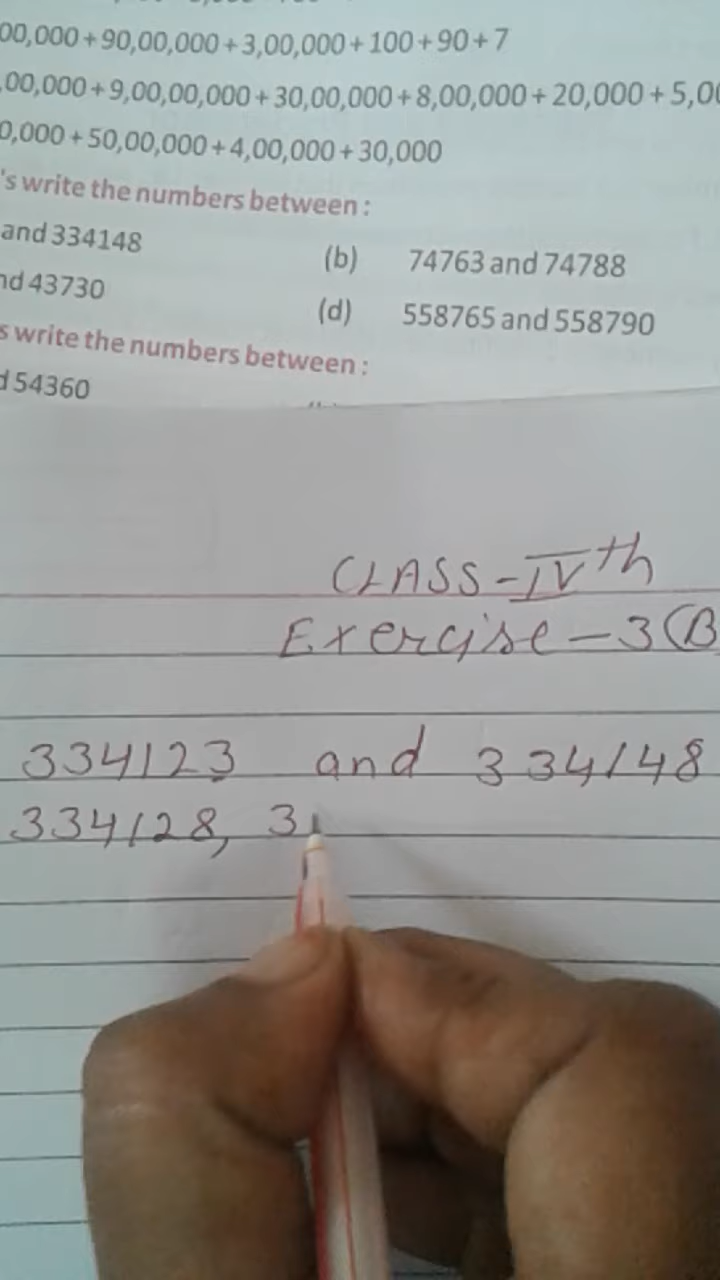 00,000+90,00,000+3,00,000+100+90+7
,00,000+9,00,00,000+30,00,000+8,00,000+20,000+5,00
0,000+50,00,000+4,00,000+30,000
's write the numbers between :
and 334148 (b) 74763 and 74788
nd 43730 (d) 558765 and 558790
s write the numbers between :
d 54360
CLASS-IVth
Exercise-3(B
334123 and 334148
334128, 3